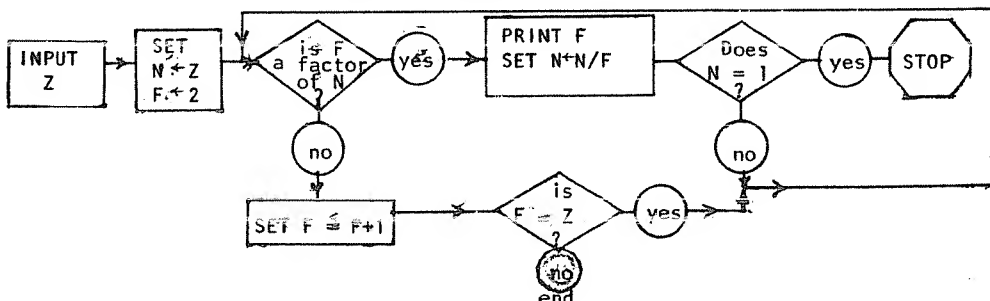 INPUT
Z
SET
N←Z
F←2
is F
a factor
of N
?
yes
PRINT F
SET N←N/F
Does
N = 1
?
yes
STOP
no
no
SET F = F+1
is
F Z
?
yes
no
end